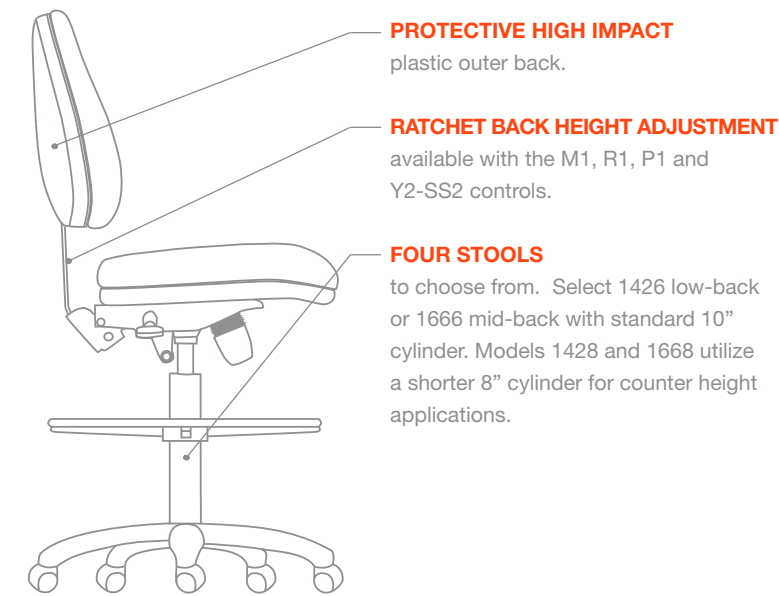 PROTECTIVE HIGH IMPACT
plastic outer back.
RATCHET BACK HEIGHT ADJUSTMENT
available with the M1, R1, P1 and
Y2-SS2 controls.
FOUR STOOLS
to choose from.  Select 1426 low-back
or 1666 mid-back with standard 10”
cylinder. Models 1428 and 1668 utilize
a shorter 8” cylinder for counter height
applications.